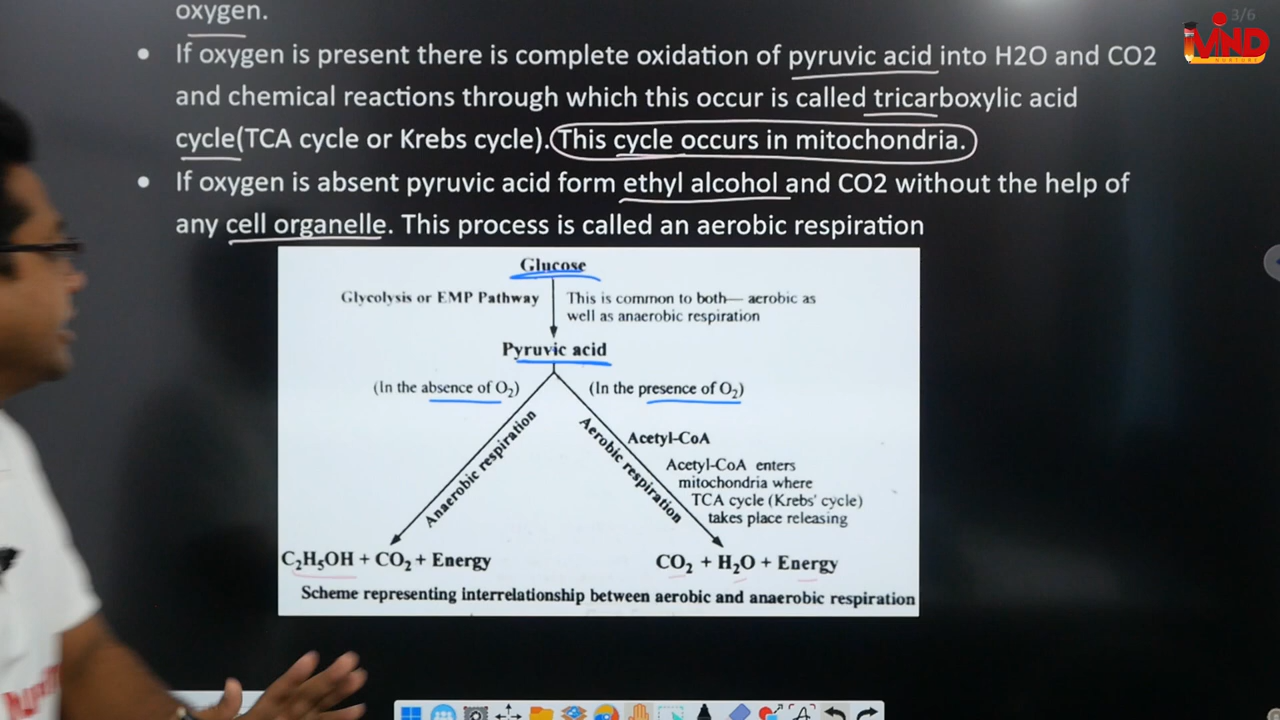 oxygen.
3/6
MIND
NURTURE
• If oxygen is present there is complete oxidation of pyruvic acid into H2O and CO2
and chemical reactions through which this occur is called tricarboxylic acid
cycle(TCA cycle or Krebs cycle).This cycle occurs in mitochondria.
• If oxygen is absent pyruvic acid form ethyl alcohol and CO2 without the help of
any cell organelle. This process is called an aerobic respiration
Glucose
Glycolysis or EMP Pathway
This is common to both— aerobic as
well as anaerobic respiration
Pyruvic acid
(In the absence of O₂)
(In the presence of O₂)
Anaerobic respiration
Aerobic respiration
Acetyl-CoA
Acetyl-CoA enters
mitochondria where
TCA cycle (Krebs' cycle)
takes place releasing
C₂H₅OH + CO₂ + Energy
CO₂ + H₂O + Energy
Scheme representing interrelationship between aerobic and anaerobic respiration